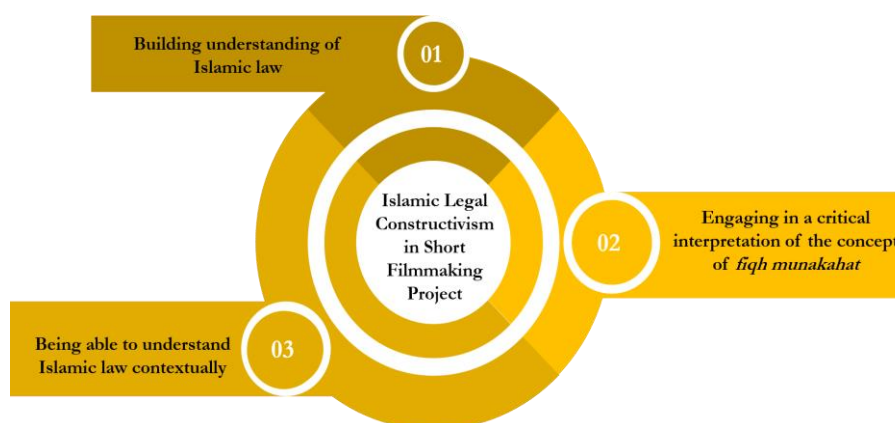 Building understanding of
Islamic law
01
Islamic Legal
Constructivism
in Short
Filmmaking
Project
02
Engaging in a critical
interpretation of the concept
of fiqh munakahat
Being able to understand
Islamic law contextually
03